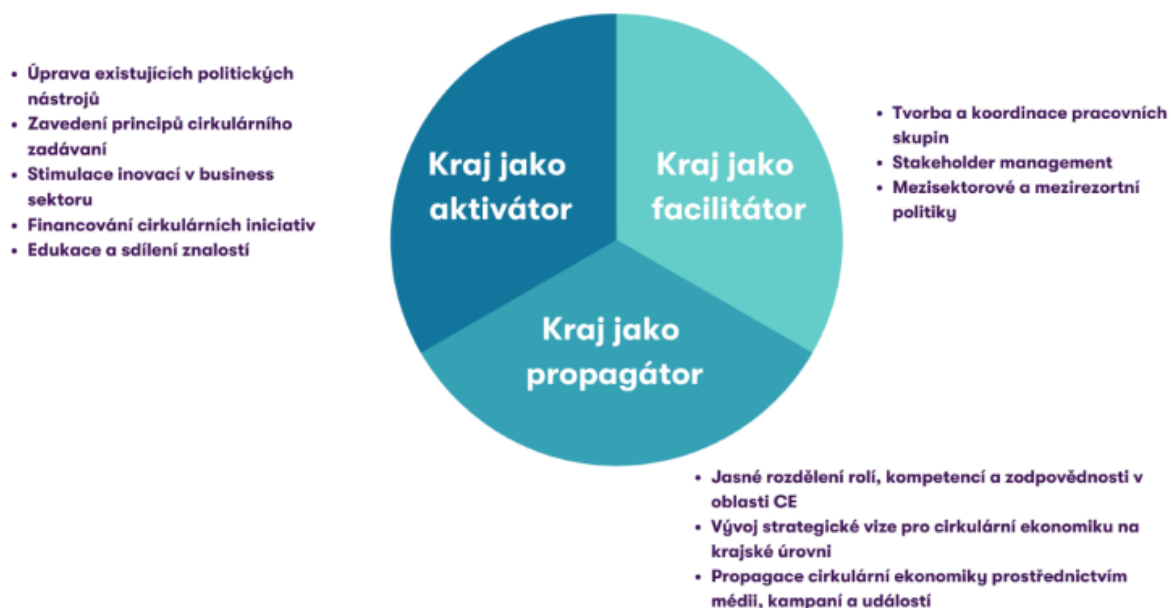 • Úprava existujících politických
nástrojů
• Zavedení principů cirkulárního
zadávaní
• Stimulace inovací v business
sektoru
• Financování cirkulárních iniciativ
• Edukace a sdílení znalostí
Kraj jako
aktivátor
Kraj jako
facilitátor
• Tvorba a koordinace pracovních
skupin
• Stakeholder management
• Mezisektorové a mezirezortní
politiky
Kraj jako
propagátor
• Jasné rozdělení rolí, kompetencí a zodpovědnosti v
oblasti CE
• Vývoj strategické vize pro cirkulární ekonomiku na
krajské úrovni
• Propagace cirkulární ekonomiky prostřednictvím
médii, kampaní a událostí